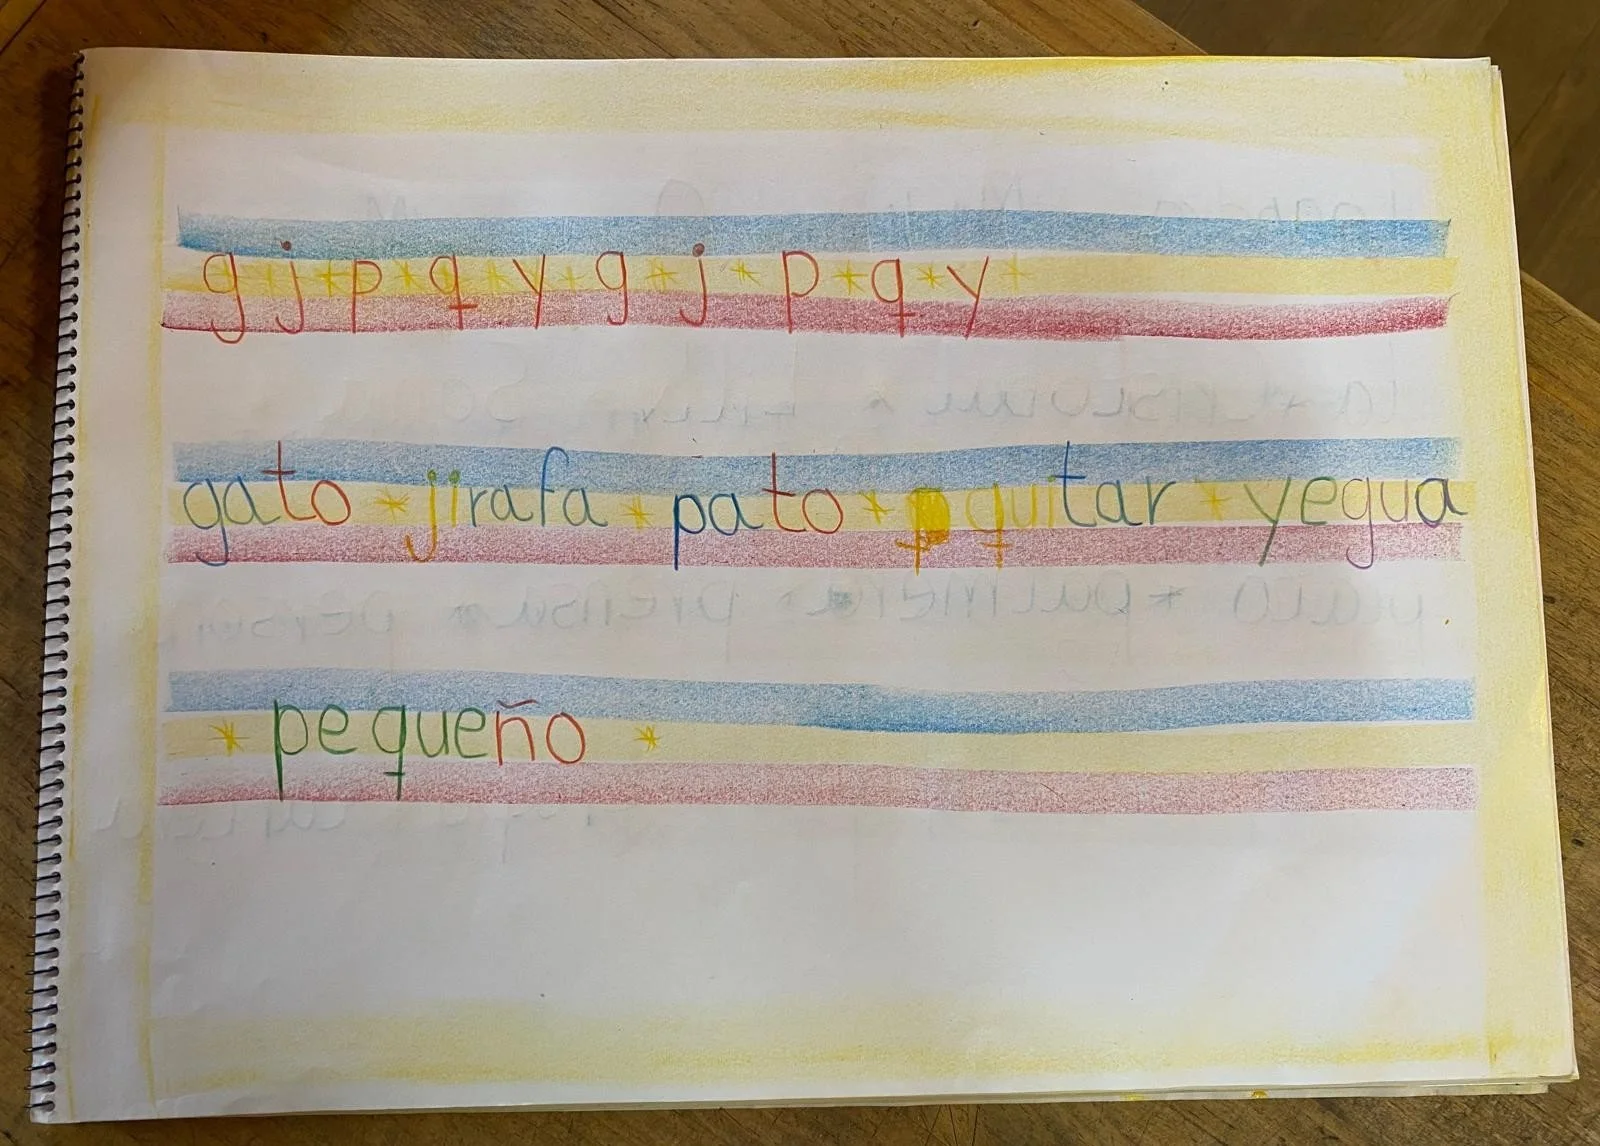 g * j * p * q * y * g * j * p * q * y *
gato * jirafa * pato * quitar * yegua
* pequeño *